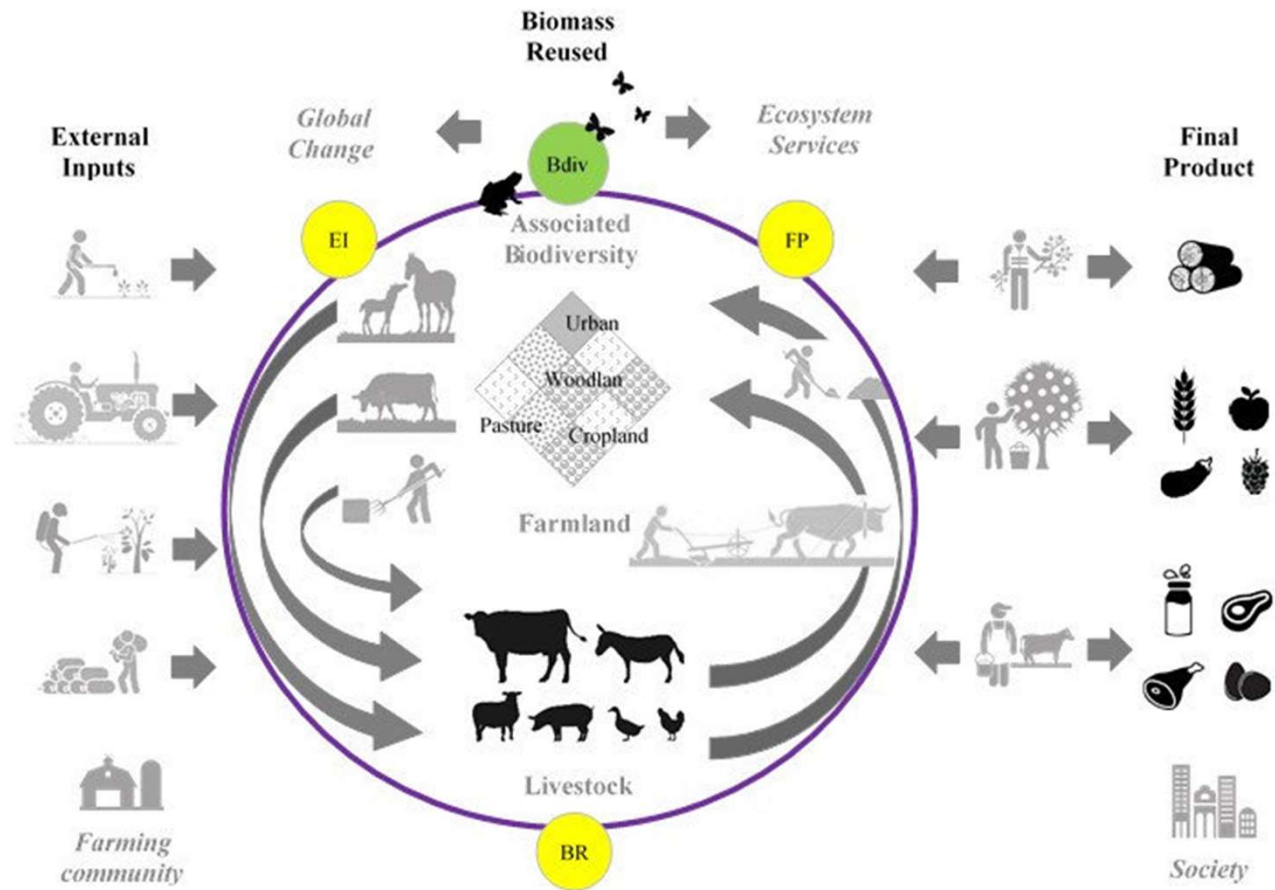 Biomass
Reused
External
Inputs
Global
Change
Ecosystem
Services
Final
Product
Bdiv
EI
Associated
Biodiversity
FP
Urban
Woodlan
Pasture
Cropland
Farmland
Livestock
BR
Farming
community
Society